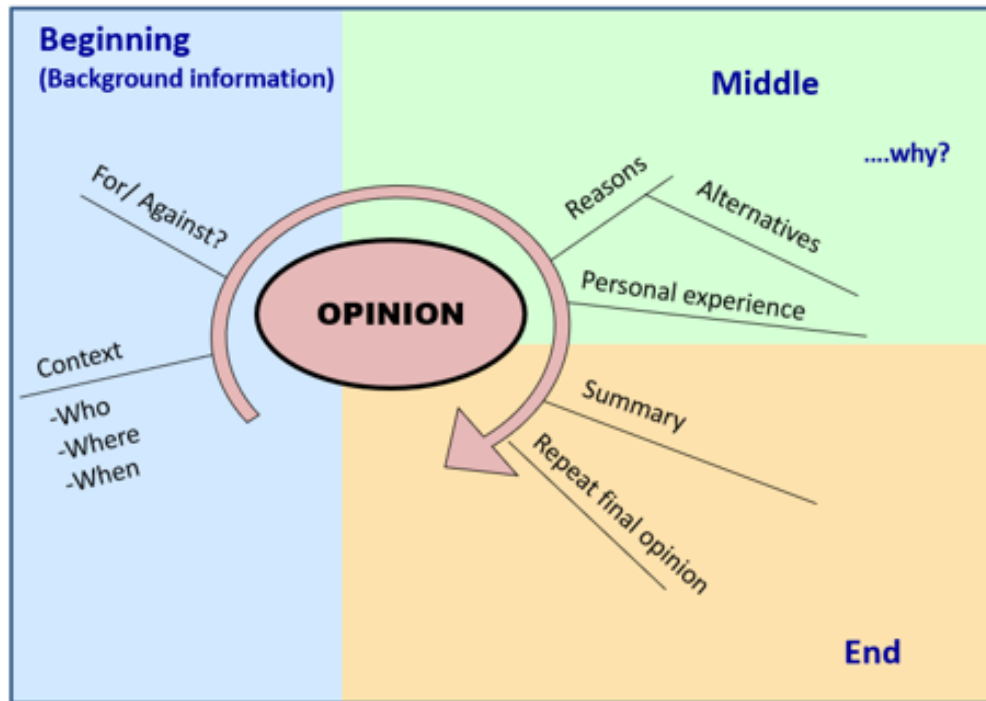 Beginning
(Background information)
For/ Against?
Context
-Who
-Where
-When
OPINION
Middle
....why?
Reasons
Alternatives
Personal experience
Summary
Repeat final opinion
End